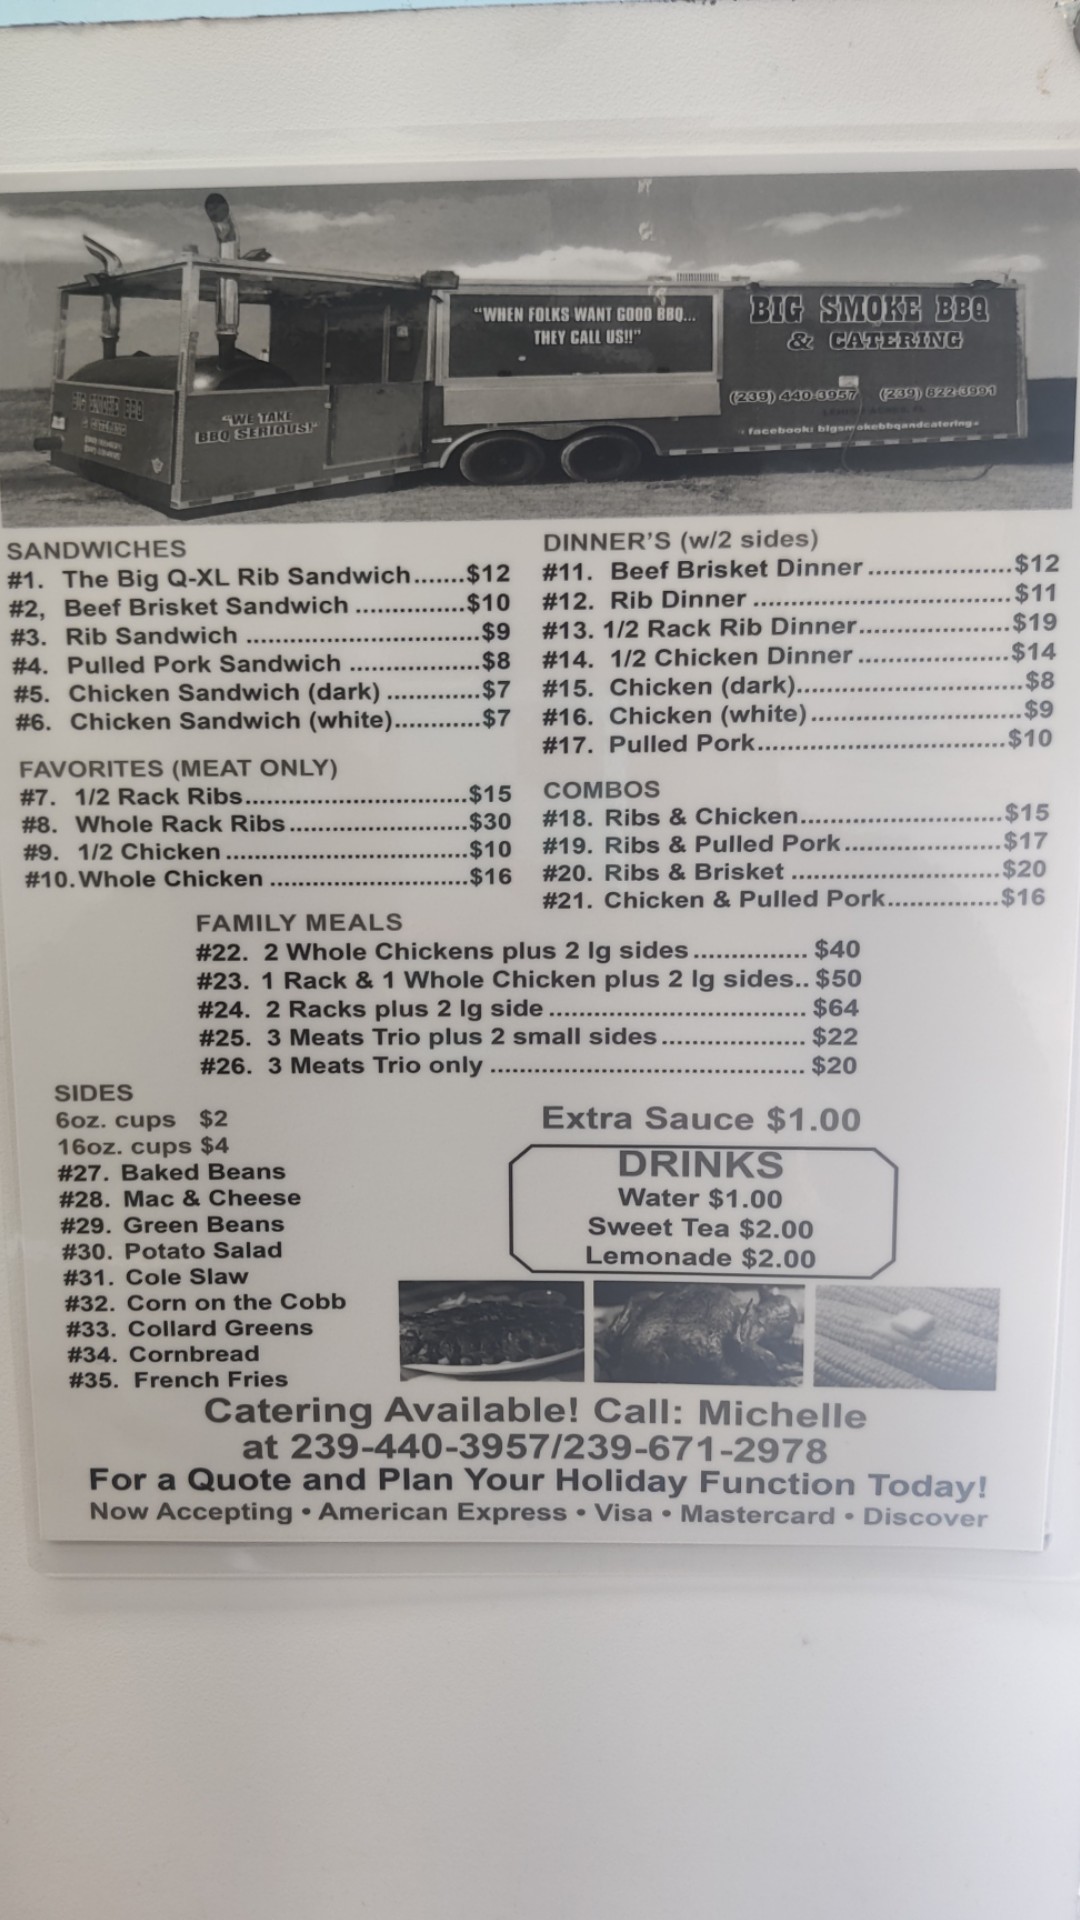 "WHEN FOLKS WANT GOOD BBQ...
THEY CALL US!!"
BIG SMOKE BBQ
& CATERING
(239) 440-3957 (239) 822-3991
facebook: bigsmokebbqandcatering
"WE TAKE
BBQ SERIOUS!"
SANDWICHES
#1. The Big Q-XL Rib Sandwich.......$12
#2, Beef Brisket Sandwich ...............$10
#3. Rib Sandwich ................................$9
#4. Pulled Pork Sandwich ..................$8
#5. Chicken Sandwich (dark) .............$7
#6. Chicken Sandwich (white)............$7
FAVORITES (MEAT ONLY)
#7. 1/2 Rack Ribs...............................$15
#8. Whole Rack Ribs.........................$30
#9. 1/2 Chicken ..................................$10
#10. Whole Chicken ............................$16
DINNER'S (w/2 sides)
#11. Beef Brisket Dinner ....................$12
#12. Rib Dinner ....................................$11
#13. 1/2 Rack Rib Dinner.....................$19
#14. 1/2 Chicken Dinner .....................$14
#15. Chicken (dark)................................$8
#16. Chicken (white)..............................$9
#17. Pulled Pork...................................$10
COMBOS
#18. Ribs & Chicken.............................$15
#19. Ribs & Pulled Pork.......................$17
#20. Ribs & Brisket ..............................$20
#21. Chicken & Pulled Pork................$16
FAMILY MEALS
#22. 2 Whole Chickens plus 2 lg sides ................ $40
#23. 1 Rack & 1 Whole Chicken plus 2 lg sides.. $50
#24. 2 Racks plus 2 lg side .................................... $64
#25. 3 Meats Trio plus 2 small sides .................... $22
#26. 3 Meats Trio only ............................................ $20
SIDES
6oz. cups $2
16oz. cups $4
#27. Baked Beans
#28. Mac & Cheese
#29. Green Beans
#30. Potato Salad
#31. Cole Slaw
#32. Corn on the Cobb
#33. Collard Greens
#34. Cornbread
#35. French Fries
Extra Sauce $1.00
DRINKS
Water $1.00
Sweet Tea $2.00
Lemonade $2.00
Catering Available! Call: Michelle
at 239-440-3957/239-671-2978
For a Quote and Plan Your Holiday Function Today!
Now Accepting • American Express • Visa • Mastercard • Discover